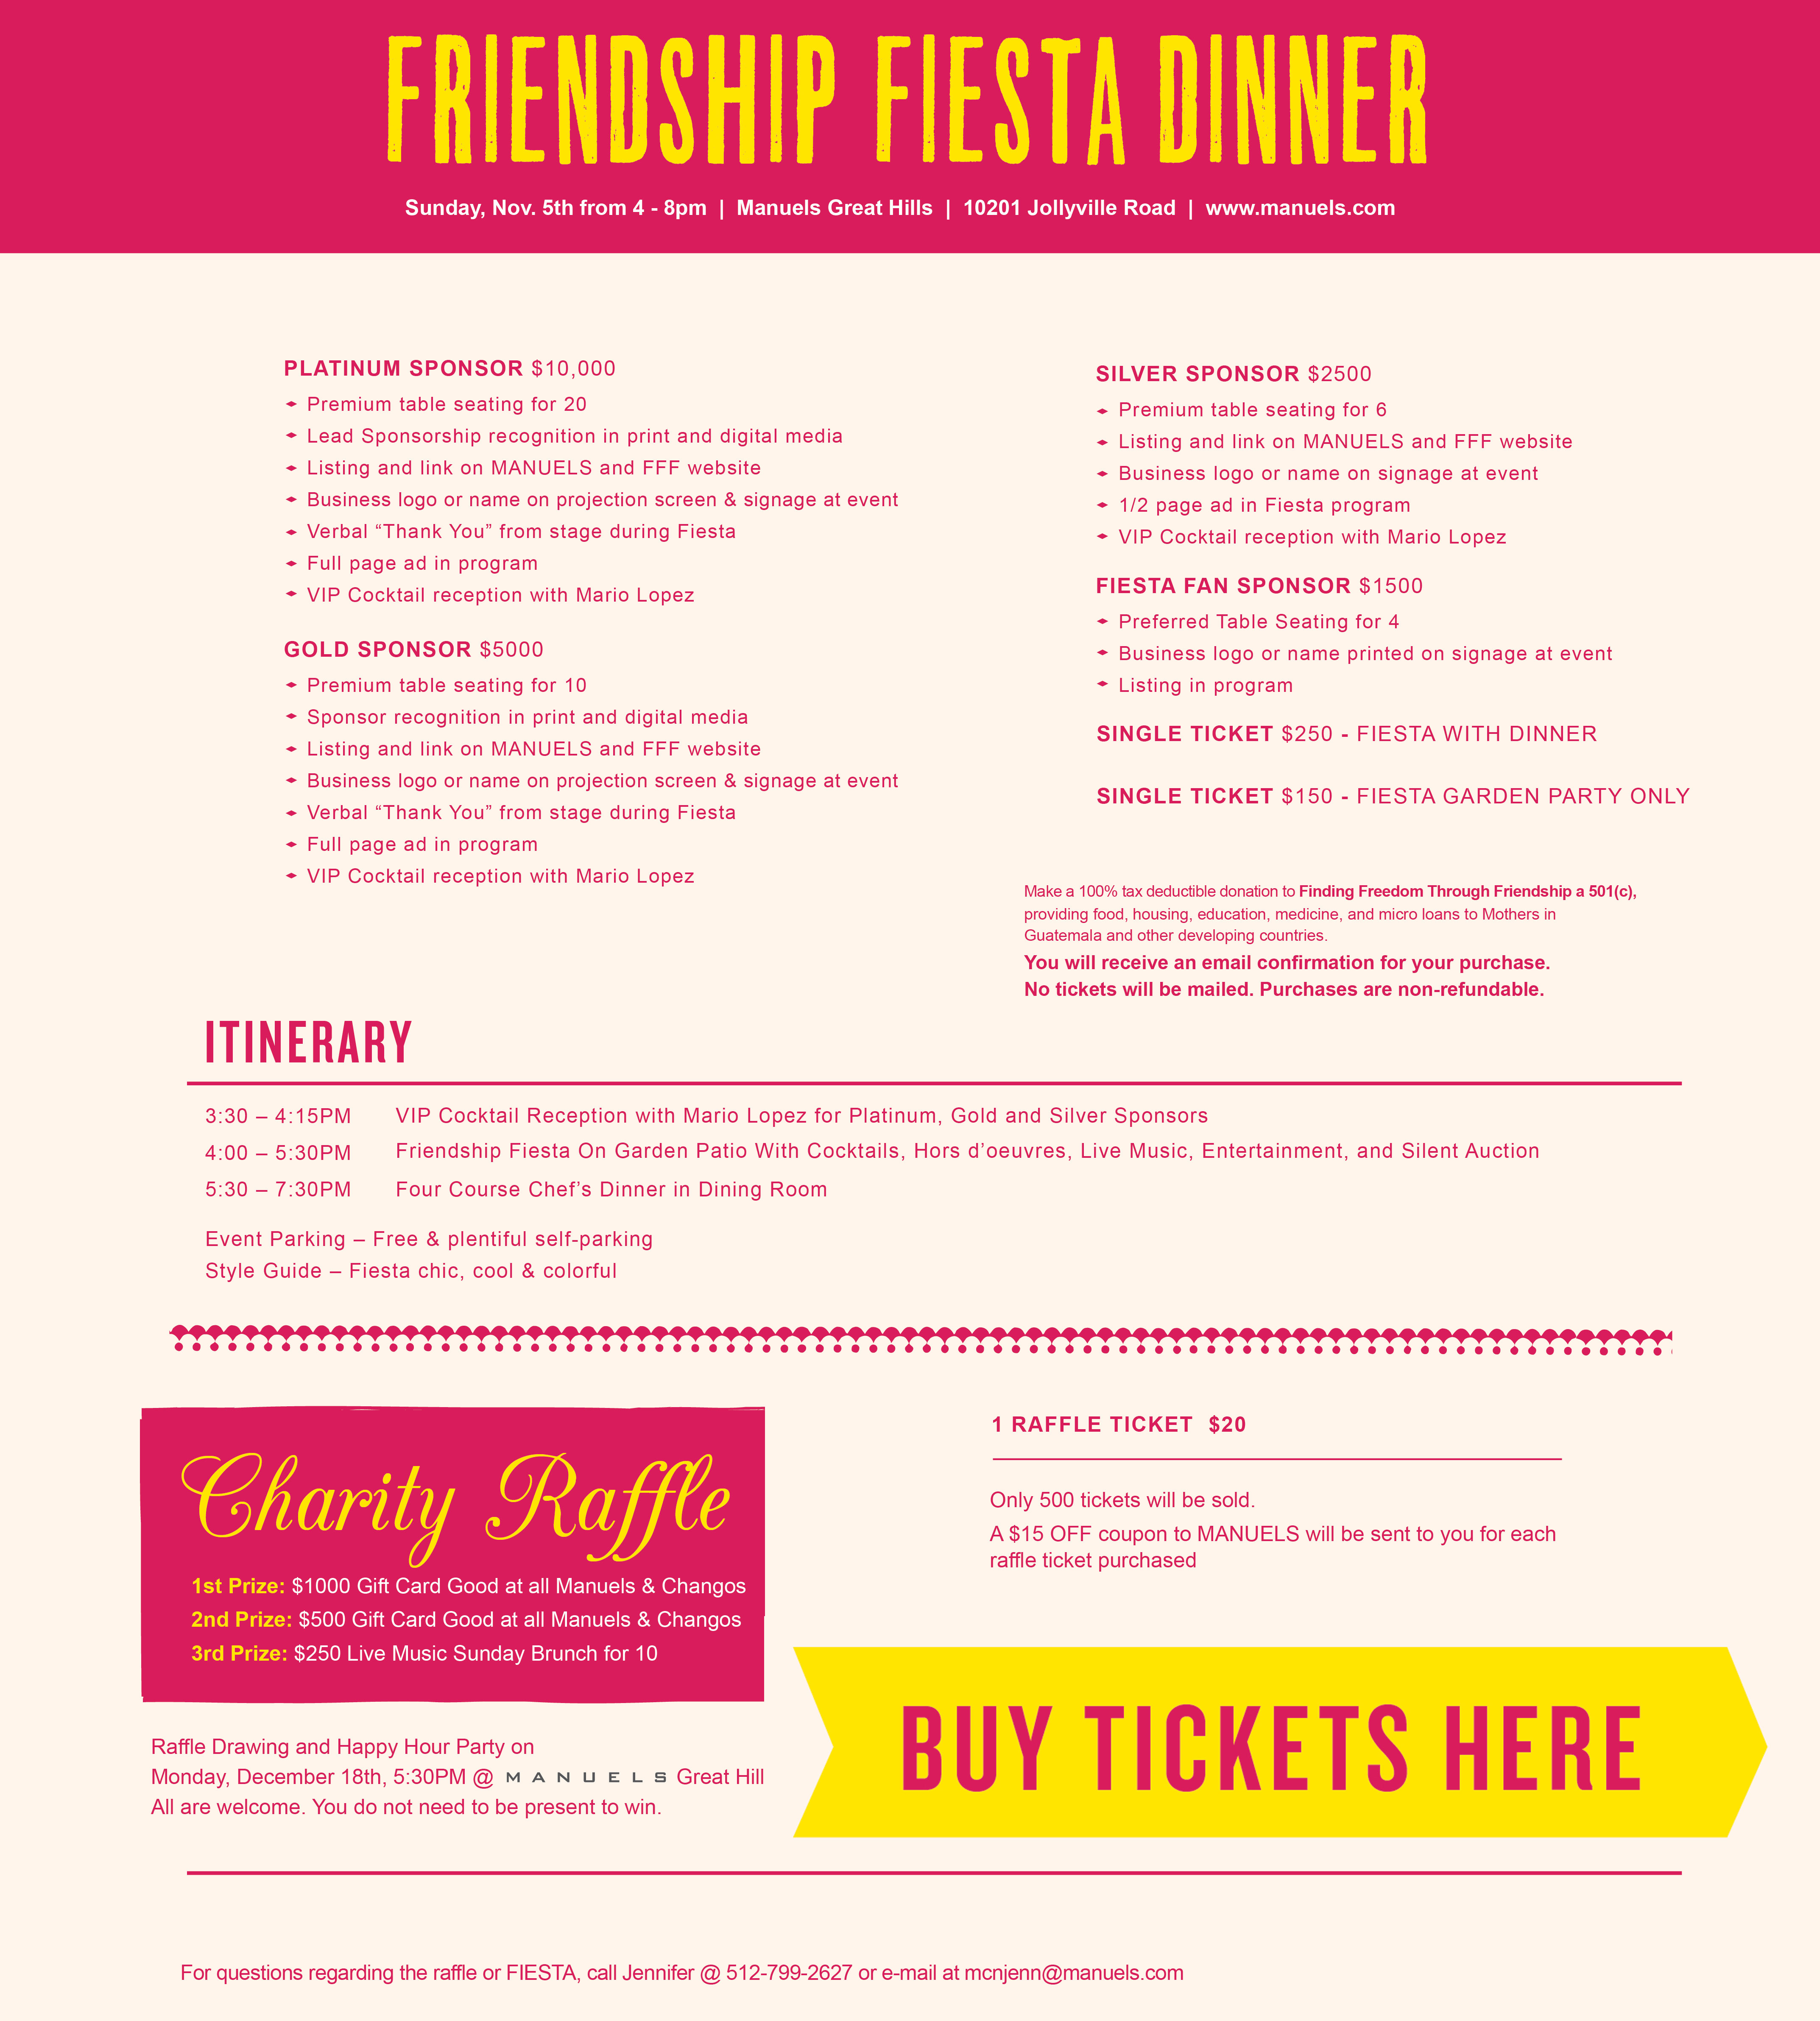 FRIENDSHIP FIESTA DINNER
Sunday, Nov. 5th from 4 - 8pm | Manuels Great Hills | 10201 Jollyville Road | www.manuels.com
PLATINUM SPONSOR $10,000
Premium table seating for 20
Lead Sponsorship recognition in print and digital media
Listing and link on MANUELS and FFF website
Business logo or name on projection screen & signage at event
Verbal “Thank You” from stage during Fiesta
Full page ad in program
VIP Cocktail reception with Mario Lopez
GOLD SPONSOR $5000
Premium table seating for 10
Sponsor recognition in print and digital media
Listing and link on MANUELS and FFF website
Business logo or name on projection screen & signage at event
Verbal “Thank You” from stage during Fiesta
Full page ad in program
VIP Cocktail reception with Mario Lopez
SILVER SPONSOR $2500
Premium table seating for 6
Listing and link on MANUELS and FFF website
Business logo or name on signage at event
1/2 page ad in Fiesta program
VIP Cocktail reception with Mario Lopez
FIESTA FAN SPONSOR $1500
Preferred Table Seating for 4
Business logo or name printed on signage at event
Listing in program
SINGLE TICKET $250 - FIESTA WITH DINNER
SINGLE TICKET $150 - FIESTA GARDEN PARTY ONLY
Make a 100% tax deductible donation to Finding Freedom Through Friendship a 501(c),
providing food, housing, education, medicine, and micro loans to Mothers in
Guatemala and other developing countries.
You will receive an email confirmation for your purchase.
No tickets will be mailed. Purchases are non-refundable.
ITINERARY
3:30 – 4:15PM VIP Cocktail Reception with Mario Lopez for Platinum, Gold and Silver Sponsors
4:00 – 5:30PM Friendship Fiesta On Garden Patio With Cocktails, Hors d’oeuvres, Live Music, Entertainment, and Silent Auction
5:30 – 7:30PM Four Course Chef’s Dinner in Dining Room
Event Parking – Free & plentiful self-parking
Style Guide – Fiesta chic, cool & colorful
Charity Raffle
1st Prize: $1000 Gift Card Good at all Manuels & Changos
2nd Prize: $500 Gift Card Good at all Manuels & Changos
3rd Prize: $250 Live Music Sunday Brunch for 10
Raffle Drawing and Happy Hour Party on
Monday, December 18th, 5:30PM @ MANUELS Great Hill
All are welcome. You do not need to be present to win.
1 RAFFLE TICKET $20
Only 500 tickets will be sold.
A $15 OFF coupon to MANUELS will be sent to you for each
raffle ticket purchased
BUY TICKETS HERE
For questions regarding the raffle or FIESTA, call Jennifer @ 512-799-2627 or e-mail at mcnjenn@manuels.com